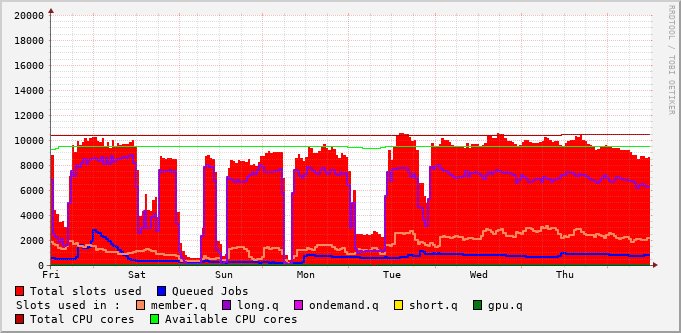 20000
18000
16000
14000
12000
10000
8000
6000
4000
2000
0
Fri Sat Sun Mon Tue Wed Thu
RRDTOOL / TOBI OETIKER
Total slots used Queued Jobs
Slots used in : member.q long.q ondemand.q short.q gpu.q
Total CPU cores Available CPU cores